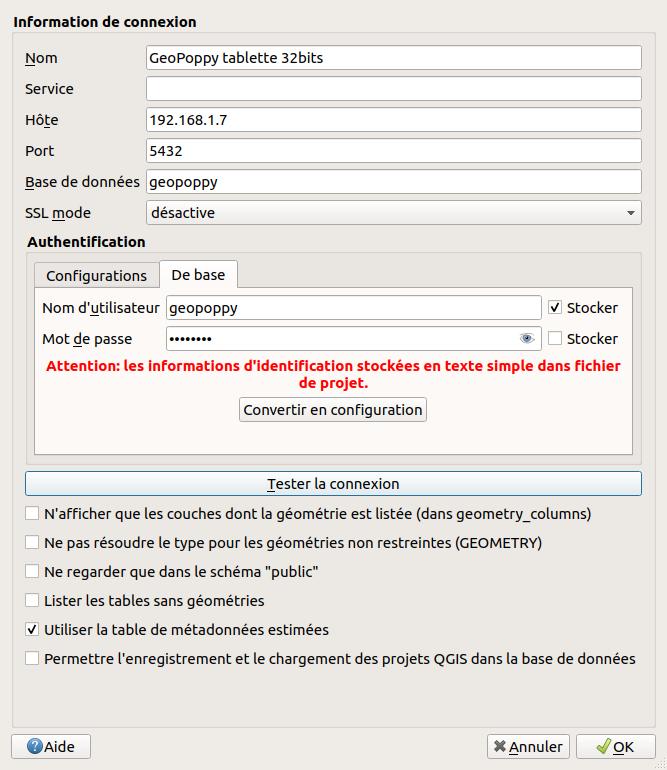 Information de connexion
Nom GeoPoppy tablette 32bits
Service
Hôte 192.168.1.7
Port 5432
Base de données geopoppy
SSL mode désactive
Authentification
Configurations De base
Nom d'utilisateur geopoppy Stocker
Mot de passe •••••••• Stocker
Attention: les informations d'identification stockées en texte simple dans fichier
de projet.
Convertir en configuration
Tester la connexion
N'afficher que les couches dont la géométrie est listée (dans geometry_columns)
Ne pas résoudre le type pour les géométries non restreintes (GEOMETRY)
Ne regarder que dans le schéma "public"
Lister les tables sans géométries
Utiliser la table de métadonnées estimées
Permettre l'enregistrement et le chargement des projets QGIS dans la base de données
Aide Annuler OK